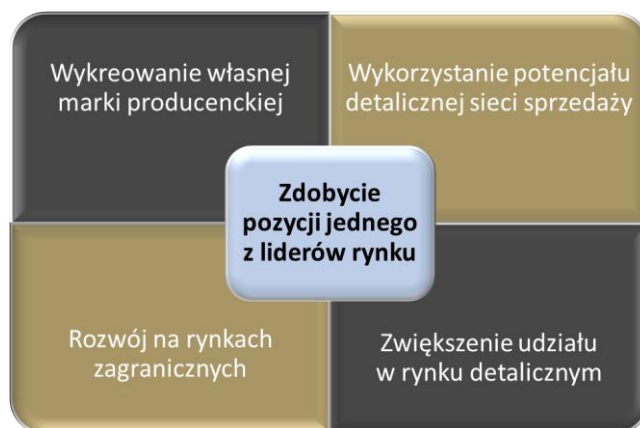 Wykreowanie własnej
marki producenckiej
Wykorzystanie potencjału
detalicznej sieci sprzedaży
Zdobycie
pozycji jednego
z liderów rynku
Rozwój na rynkach
zagranicznych
Zwiększenie udziału
w rynku detalicznym